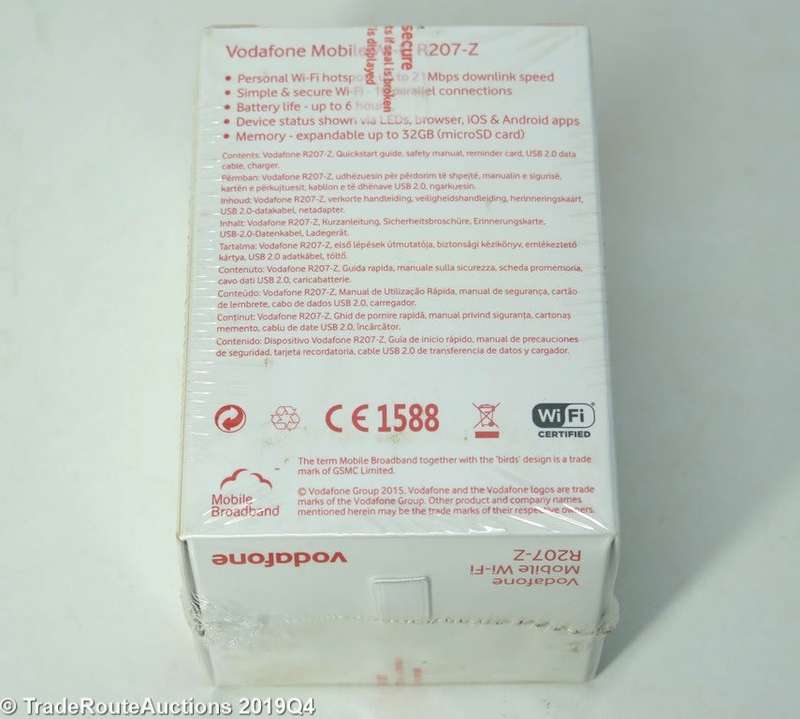 secure
ts if seal is broken
is displayed
Vodafone Mobile Wi-Fi R207-Z
• Personal Wi-Fi hotspot, up to 21Mbps downlink speed
• Simple & secure Wi-Fi - 10 parallel connections
• Battery life - up to 6 hours
• Device status shown via LEDs, browser, iOS & Android apps
• Memory - expandable up to 32GB (microSD card)
Contents: Vodafone R207-Z, Quickstart guide, safety manual, reminder card, USB 2.0 data
cable, charger.
Përmban: Vodafone R207-Z, udhëzuesin për përdorim të shpejtë, manualin e sigurisë,
kartën e përkujtuesit, kabllon e të dhënave USB 2.0, ngarkuesin.
Inhoud: Vodafone R207-Z, verkorte handleiding, veiligheidshandleiding, herinneringskaart,
USB 2.0-datakabel, netadapter.
Inhalt: Vodafone R207-Z, Kurzanleitung, Sicherheitsbroschüre, Erinnerungskarte,
USB-2.0-Datenkabel, Ladegerät.
Tartalma: Vodafone R207-Z, első lépések útmutatója, biztonsági kézikönyv, emlékeztető
kártya, USB 2.0 adatkábel, töltő.
Contenuto: Vodafone R207-Z, Guida rapida, manuale sulla sicurezza, scheda promemoria,
cavo dati USB 2.0, caricabatterie.
Conteúdo: Vodafone R207-Z, Manual de Utilização Rápida, manual de segurança, cartão
de lembrete, cabo de dados USB 2.0, carregador.
Conținut: Vodafone R207-Z, Ghid de pornire rapidă, manual privind siguranța, cartonaș
memento, cablu de date USB 2.0, încărcător.
Contenido: Dispositivo Vodafone R207-Z, Guía de inicio rápido, manual de precauciones
de seguridad, tarjeta recordatoria, cable USB 2.0 de transferencia de datos y cargador.
CE 1588
Wi Fi
CERTIFIED
The term Mobile Broadband together with the 'birds' design is a trade
mark of GSMC Limited.
Mobile
Broadband
© Vodafone Group 2015. Vodafone and the Vodafone logos are trade
marks of the Vodafone Group. Other product and company names
mentioned herein may be the trade marks of their respective owners.
vodafone
Vodafone
Mobile Wi-Fi
R207-Z
© TradeRouteAuctions 2019Q4